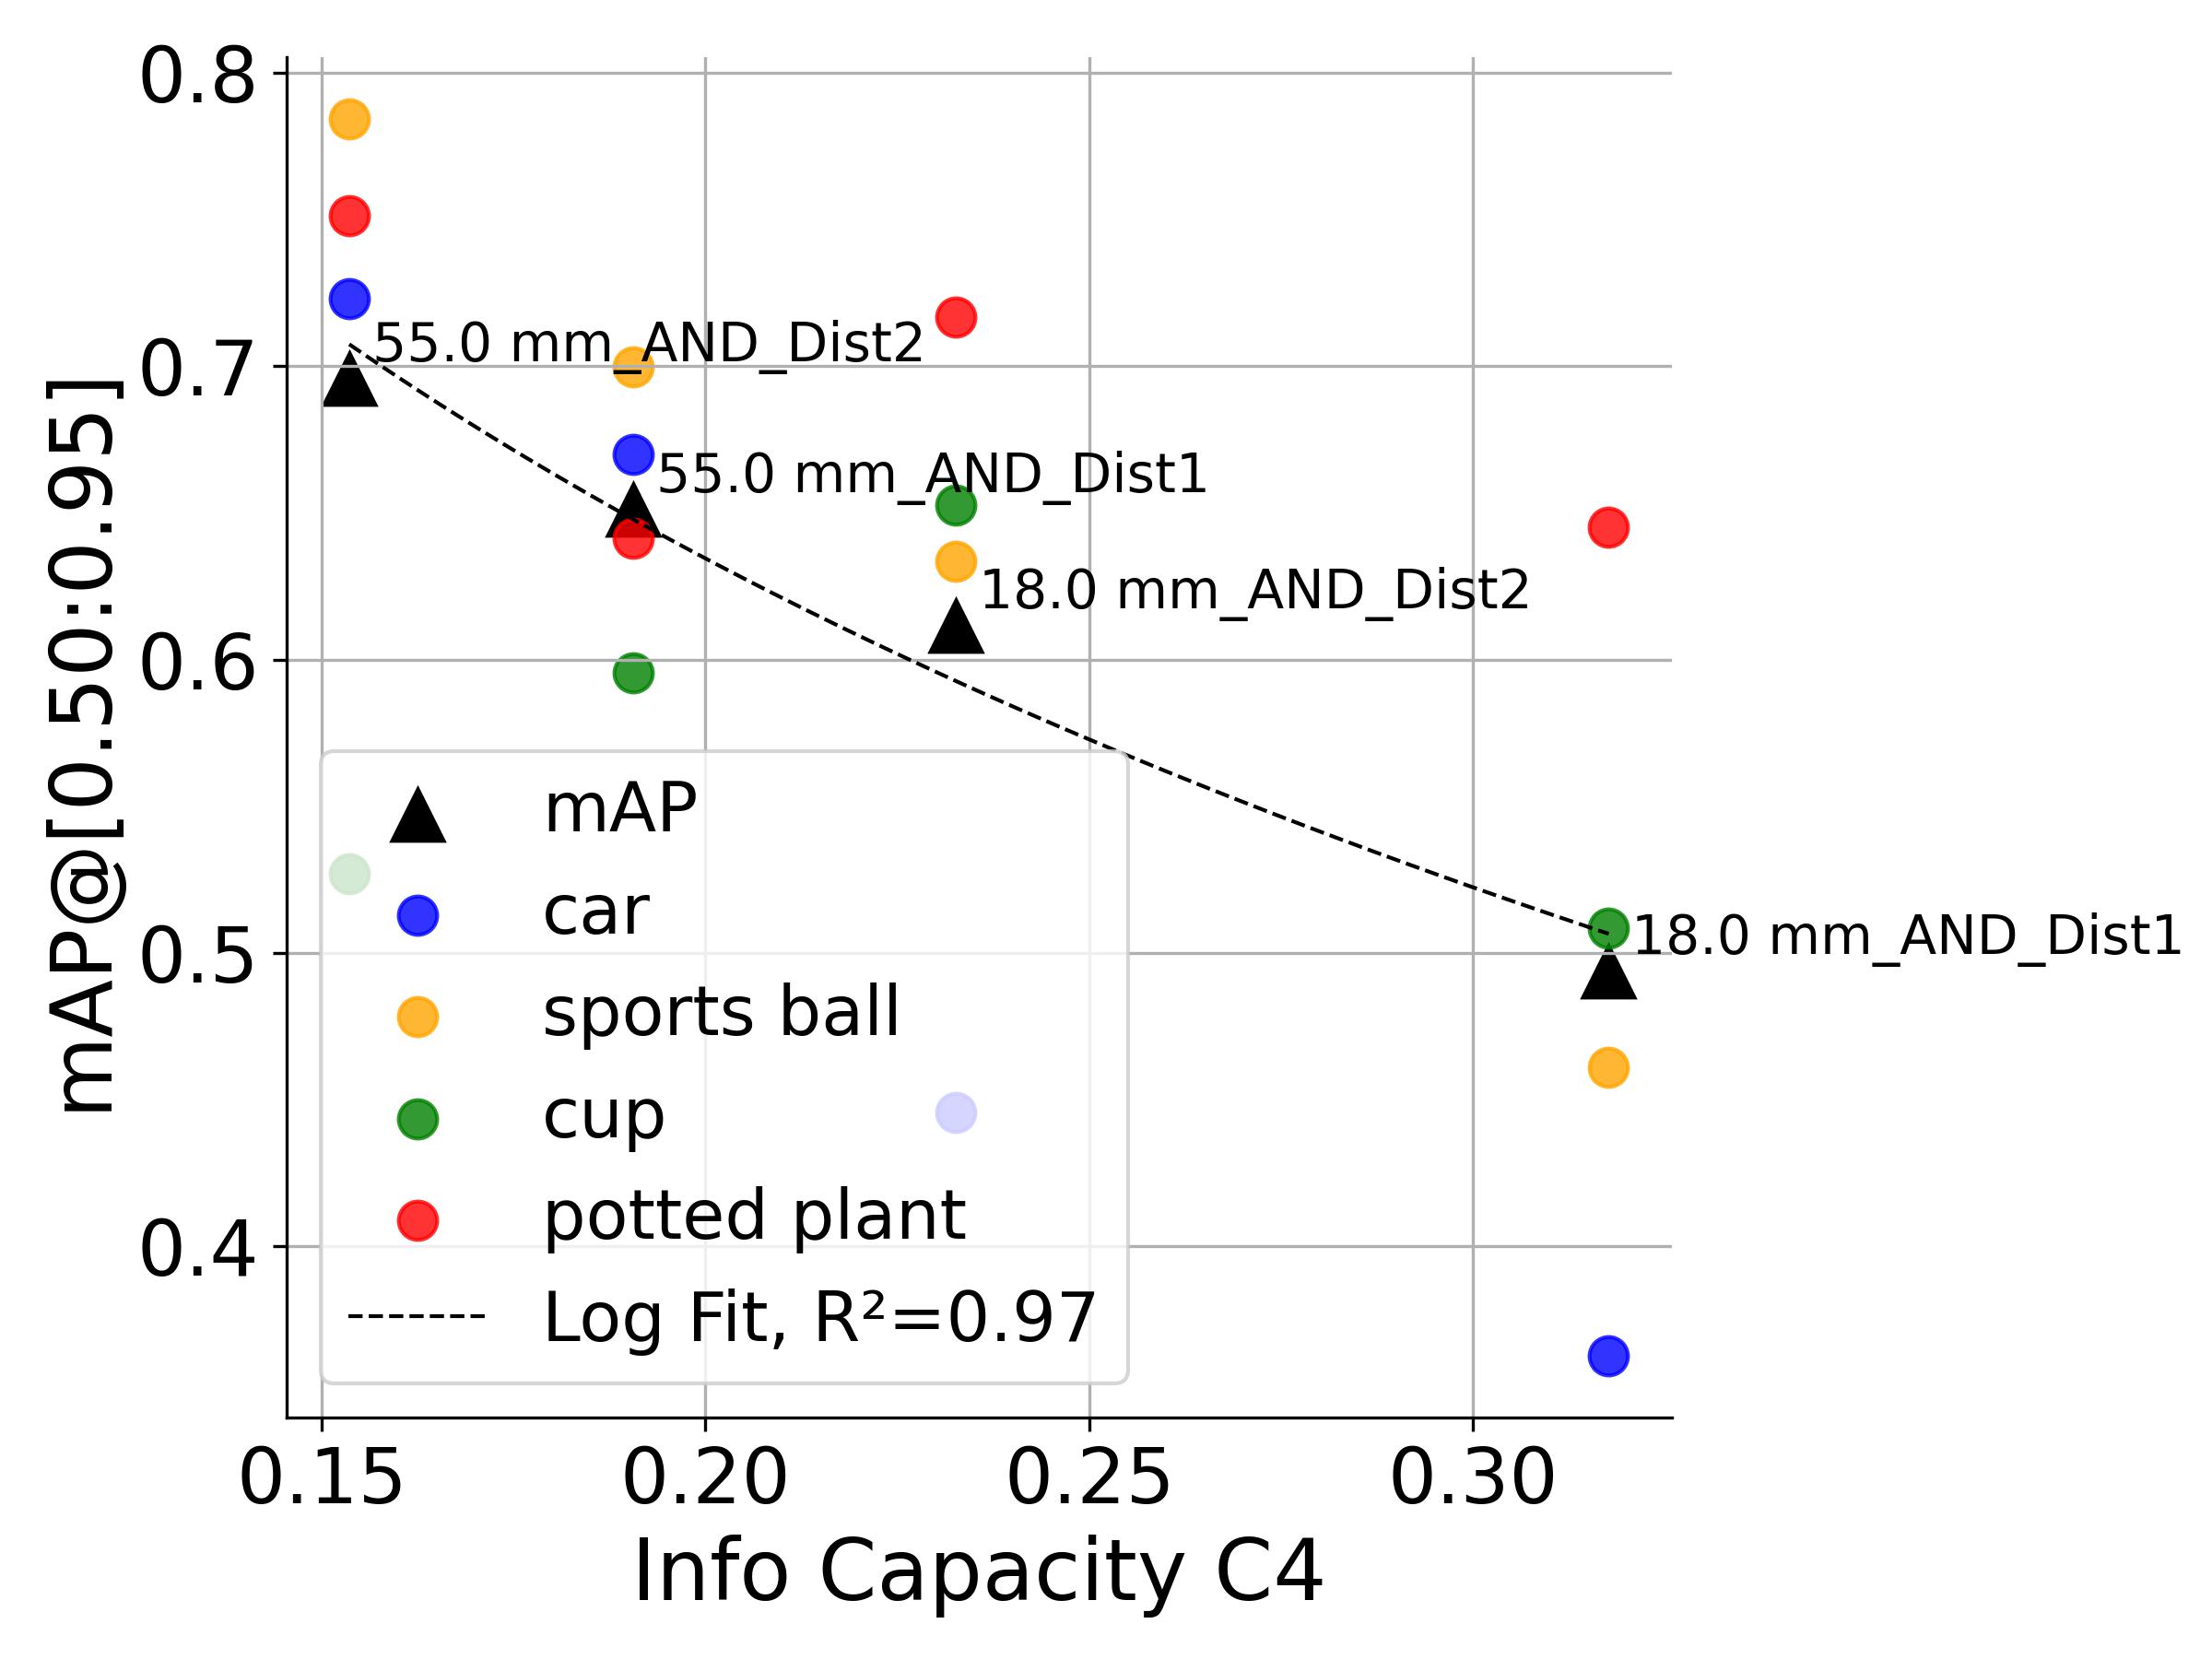 mAP@[0.50:0.95]
0.8
0.7
0.6
0.5
0.4
55.0 mm_AND_Dist2
55.0 mm_AND_Dist1
18.0 mm_AND_Dist2
18.0 mm_AND_Dist1
mAP
car
sports ball
cup
potted plant
Log Fit, R²=0.97
0.15 0.20 0.25 0.30
Info Capacity C4